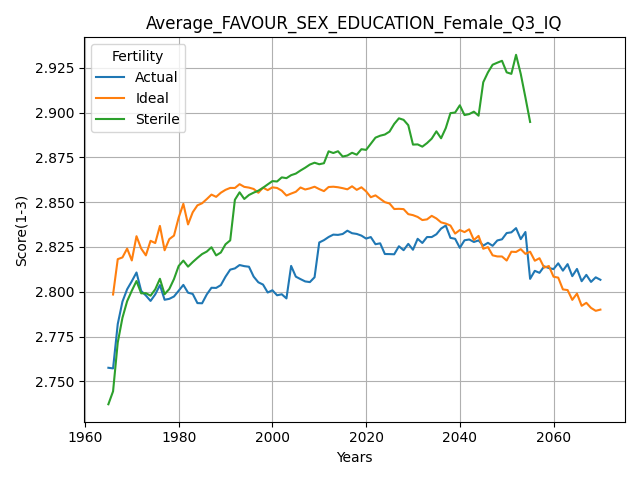 Average_FAVOUR_SEX_EDUCATION_Female_Q3_IQ
Fertility
Actual
Ideal
Sterile
Score(1-3)
2.925
2.900
2.875
2.850
2.825
2.800
2.775
2.750
1960 1980 2000 2020 2040 2060
Years